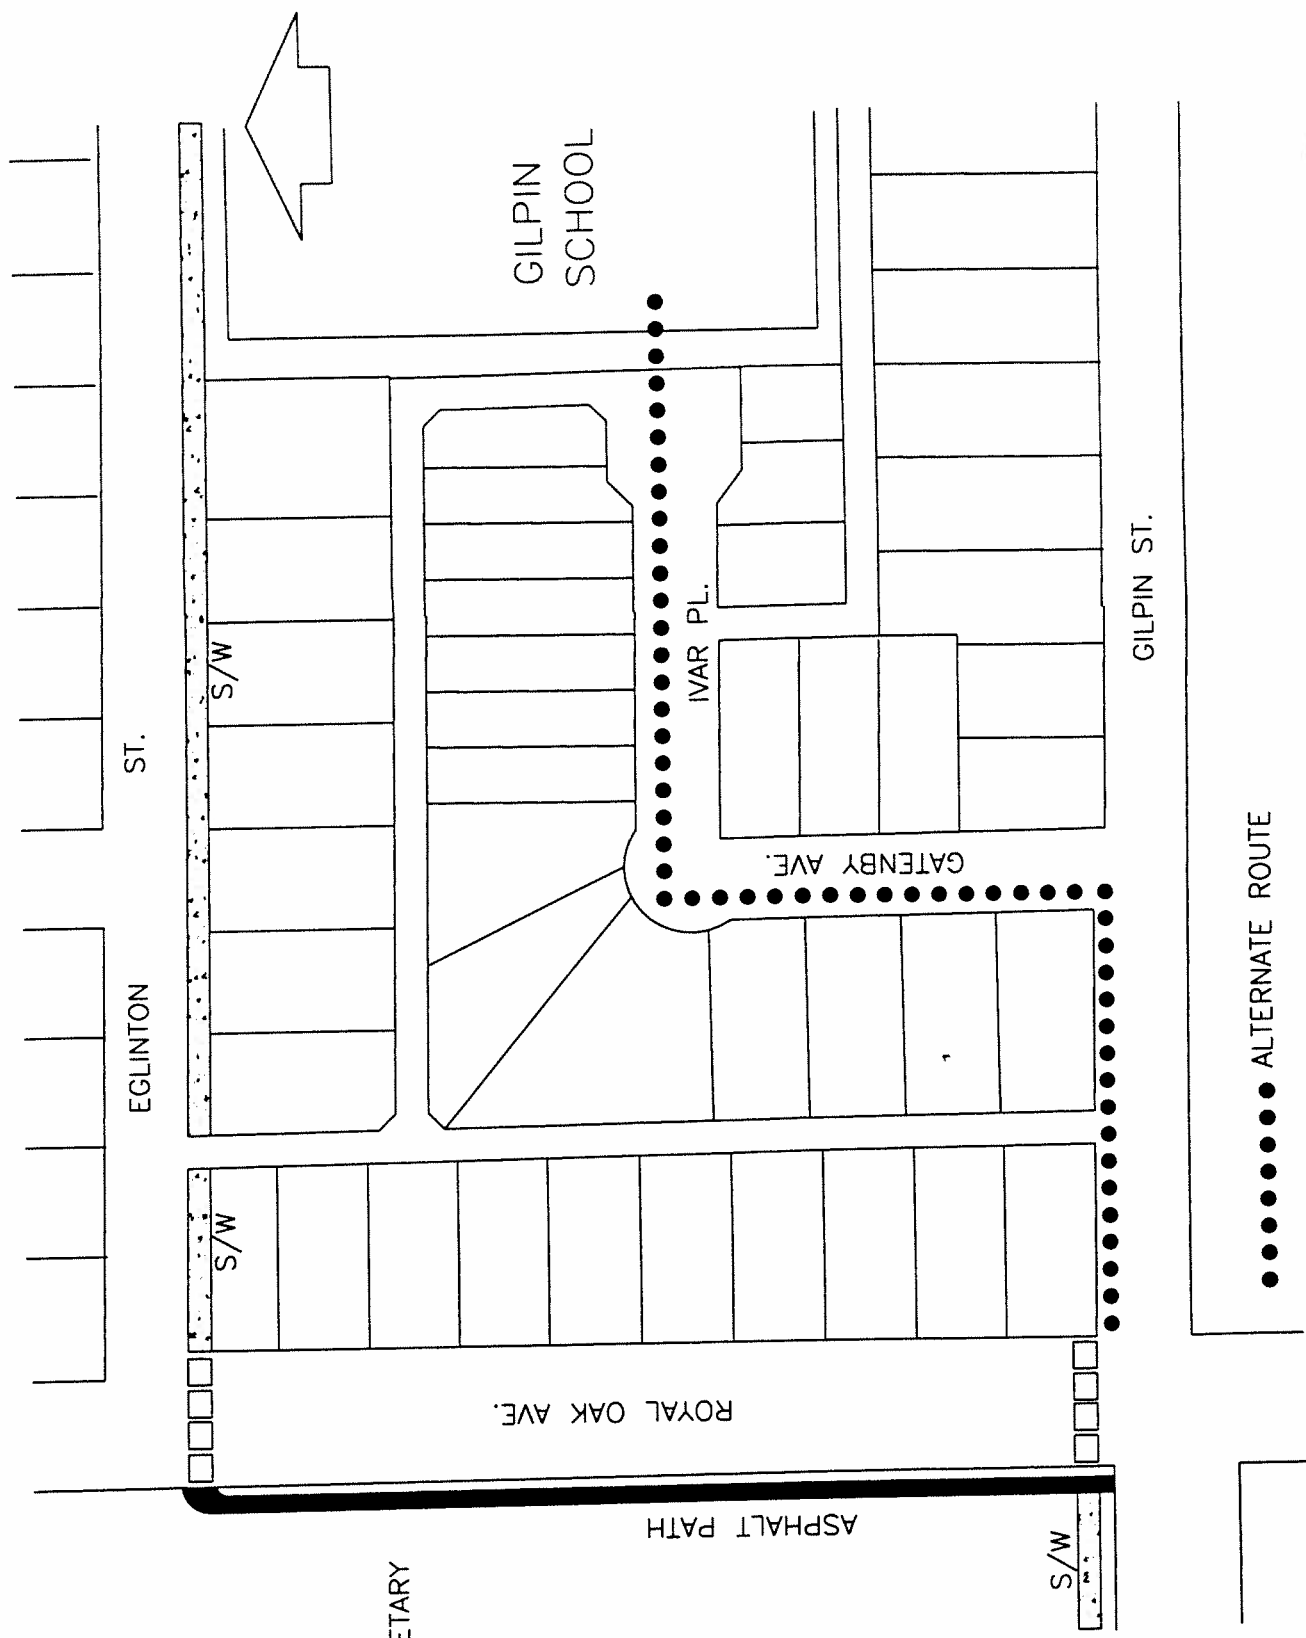 GILPIN
SCHOOL
S/W
EGLINTON ST.
IVAR PL.
GILPIN ST.
GATENBY AVE.
ALTERNATE ROUTE
S/W
ROYAL OAK AVE.
ASPHALT PATH
S/W
ETARY